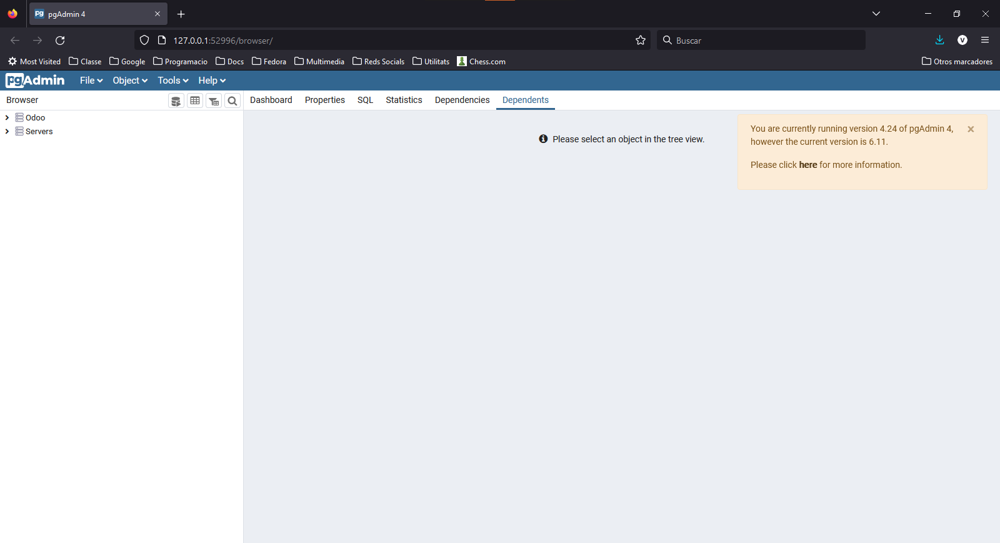 pgAdmin 4
127.0.0.1:52996/browser/
Buscar
Most Visited Classe Google Programacio Docs Fedora Multimedia Reds Socials Utilitats Chess.com Otros marcadores
pgAdmin File Object Tools Help
Browser
Dashboard Properties SQL Statistics Dependencies Dependents
Odoo
Servers
Please select an object in the tree view.
You are currently running version 4.24 of pgAdmin 4,
however the current version is 6.11.
Please click here for more information.